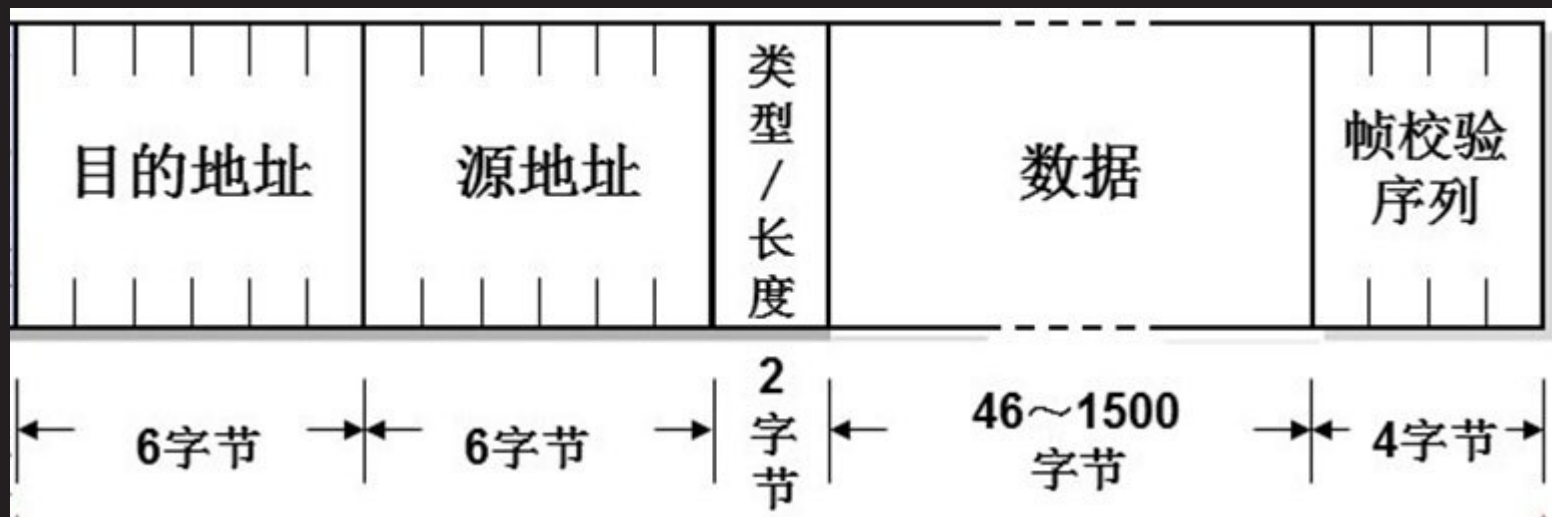 目的地址
源地址
类型/长度
数据
帧校验
序列
6字节
6字节
2字节
46～1500
字节
4字节